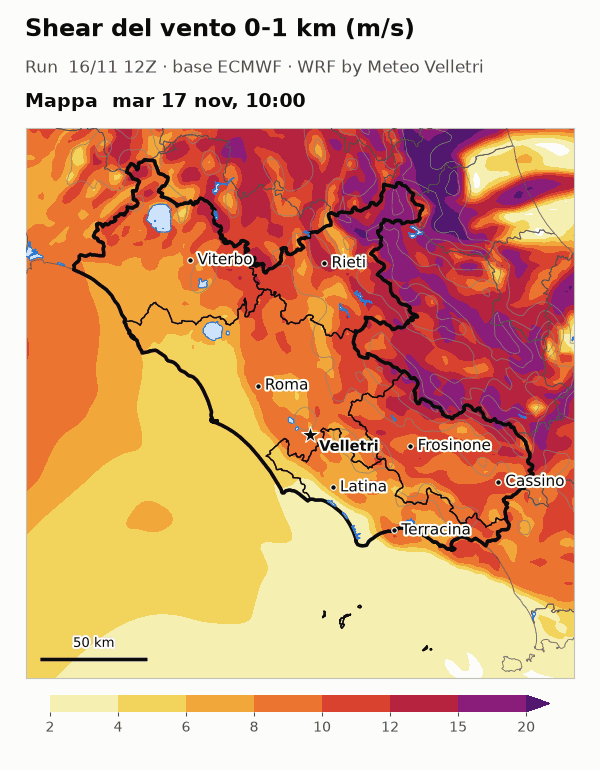 Shear del vento 0-1 km (m/s)
Run  16/11 12Z · base ECMWF · WRF by Meteo Velletri
Mappa  mar 17 nov, 10:00
Viterbo
Rieti
Roma
Velletri
Frosinone
Latina
Cassino
Terracina
50 km
2 4 6 8 10 12 15 20